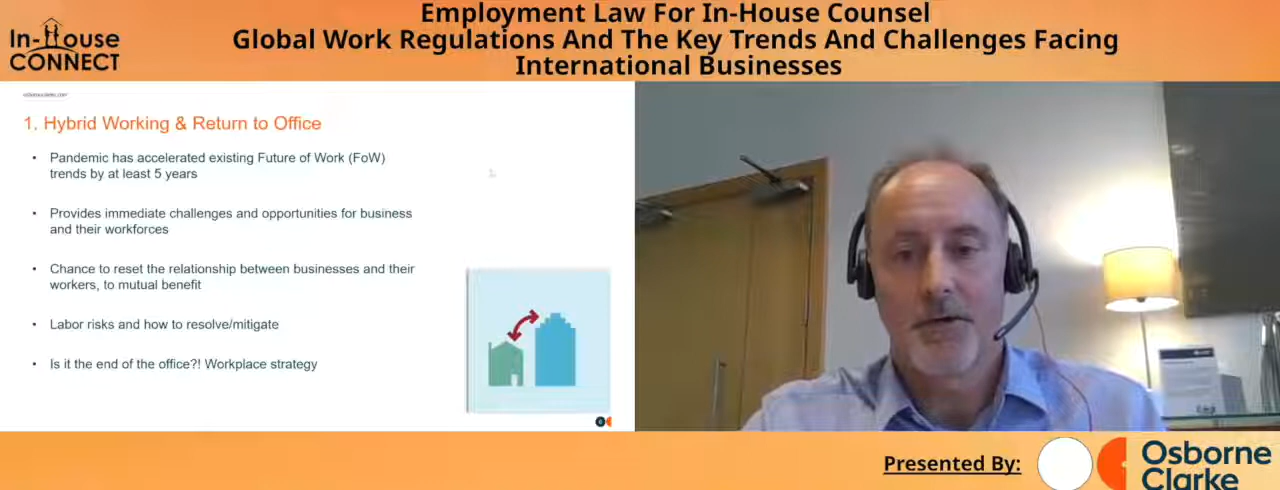 In-House
CONNECT
Employment Law For In-House Counsel
Global Work Regulations And The Key Trends And Challenges Facing
International Businesses
1. Hybrid Working & Return to Office
• Pandemic has accelerated existing Future of Work (FoW)
trends by at least 5 years
• Provides immediate challenges and opportunities for business
and their workforces
• Chance to reset the relationship between businesses and their
workers, to mutual benefit
• Labor risks and how to resolve/mitigate
• Is it the end of the office?! Workplace strategy
Presented By:
Osborne
Clarke